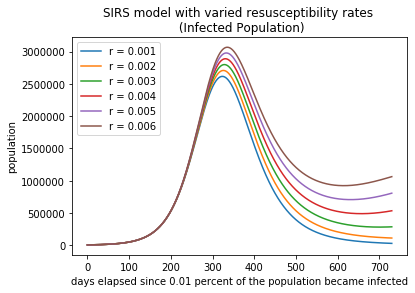 SIRS model with varied resusceptibility rates
(Infected Population)
r = 0.001
r = 0.002
r = 0.003
r = 0.004
r = 0.005
r = 0.006
3000000
2500000
2000000
1500000
1000000
500000
0
population
0 100 200 300 400 500 600 700
days elapsed since 0.01 percent of the population became infected